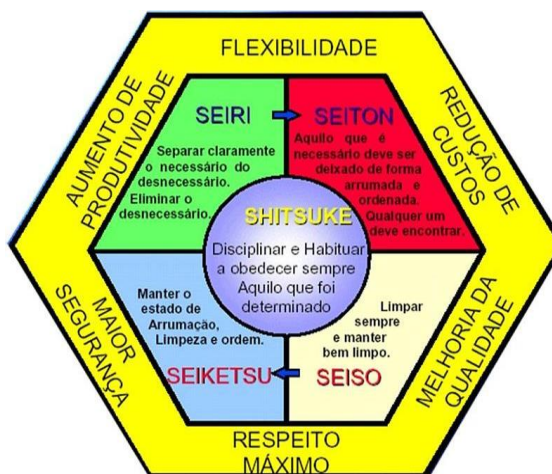 FLEXIBILIDADE
AUMENTO DE
PRODUTIVIDADE
REDUÇÃO DE
CUSTOS
SEIRI
Separar claramente
o necessário do
desnecessário.
Eliminar o
desnecessário.
SEITON
Aquilo que é
necessário deve ser
deixado de forma
arrumada e
ordenada.
Qualquer um
deve encontrar.
SHITSUKE
Disciplinar e Habituar
a obedecer sempre
Aquilo que foi
determinado
Manter o
estado de
Arrumação,
Limpeza e ordem.
SEIKETSU
Limpar
sempre
e manter
bem limpo.
SEISO
MAIOR
SEGURANÇA
MELHORIA DA
QUALIDADE
RESPEITO
MÁXIMO